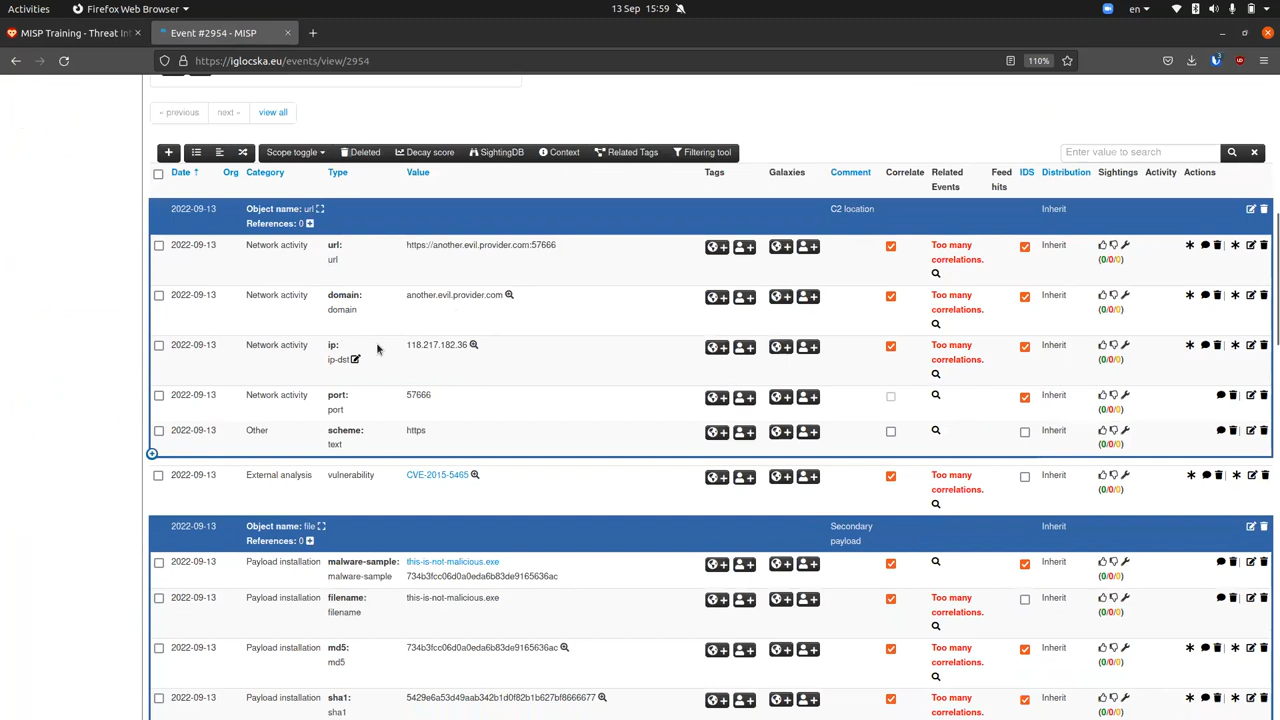 Activities Firefox Web Browser 13 Sep 15:59 en
MISP Training - Threat Int Event #2954 - MISP
https://iglocska.eu/events/view/2954 110%
« previous next » view all
Scope toggle Deleted Decay score SightingDB Context Related Tags Filtering tool Enter value to search
Date Org Category Type Value Tags Galaxies Comment Correlate Related Events Feed hits IDS Distribution Sightings Activity Actions
2022-09-13 Object name: url C2 location Inherit
References: 0
2022-09-13 Network activity url: https://another.evil.provider.com:57666 Too many Inherit
url correlations. (0/0/0)
2022-09-13 Network activity domain: another.evil.provider.com Too many Inherit
domain correlations. (0/0/0)
2022-09-13 Network activity ip: 118.217.182.36 Too many Inherit
ip-dst correlations. (0/0/0)
2022-09-13 Network activity port: 57666 Inherit
port (0/0/0)
2022-09-13 Other scheme: https Inherit
text (0/0/0)
2022-09-13 External analysis vulnerability CVE-2015-5465 Too many Inherit
correlations. (0/0/0)
2022-09-13 Object name: file Secondary Inherit
References: 0 payload
2022-09-13 Payload installation malware-sample: this-is-not-malicious.exe Inherit
malware-sample 734b3fcc06d0a0eda6b83de9165636ac (0/0/0)
2022-09-13 Payload installation filename: this-is-not-malicious.exe Too many Inherit
filename correlations. (0/0/0)
2022-09-13 Payload installation md5: 734b3fcc06d0a0eda6b83de9165636ac Too many Inherit
md5 correlations. (0/0/0)
2022-09-13 Payload installation sha1: 5429e6a53d49aab342b1d0f82b1b627bf8666677 Too many Inherit
sha1 correlations. (0/0/0)